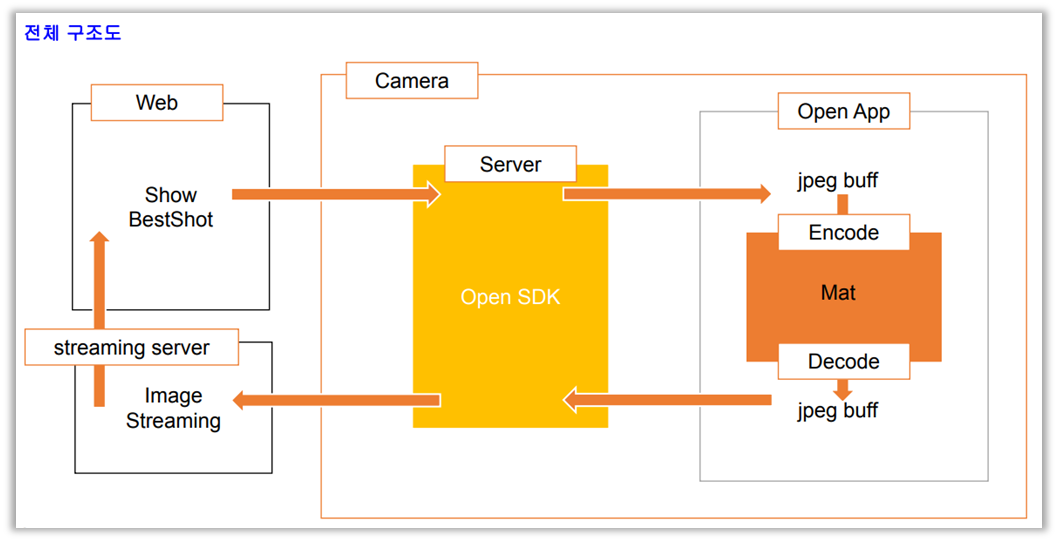 전체 구조도
Camera
Web
Open App
Server
jpeg buff
Show
BestShot
Encode
Open SDK
Mat
streaming server
Decode
Image
Streaming
jpeg buff